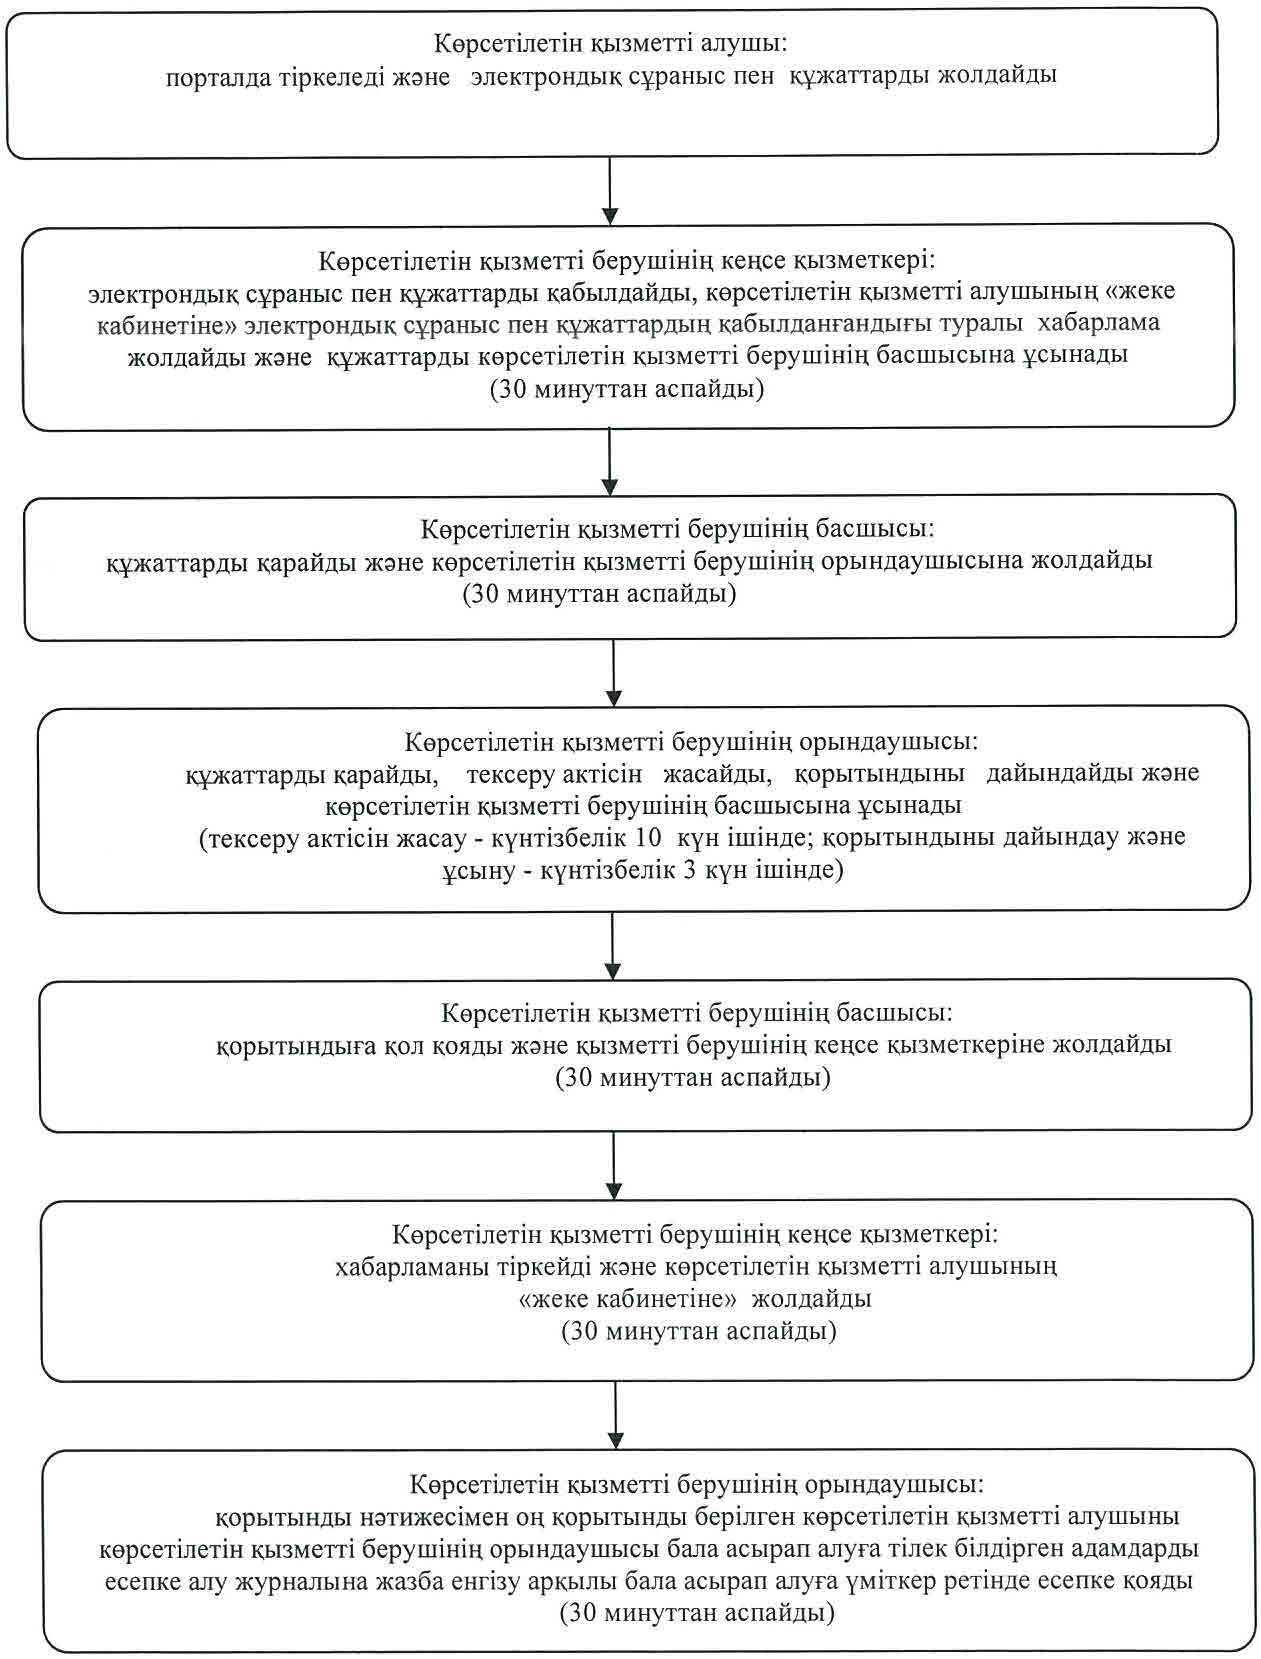 Көрсетілетін қызметті алушы:
порталда тіркеледі және электрондық сұраныс пен құжаттарды жолдайды
Көрсетілетін қызметті берушінің кеңсе қызметкері:
электрондық сұраныс пен құжаттарды қабылдайды, көрсетілетін қызметті алушының «жеке
кабинетіне» электрондық сұраныс пен құжаттардың қабылданғандығы туралы хабарлама
жолдайды және құжаттарды көрсетілетін қызметті берушінің басшысына ұсынады
(30 минуттан аспайды)
Көрсетілетін қызметті берушінің басшысы:
құжаттарды қарайды және көрсетілетін қызметті берушінің орындаушысына жолдайды
(30 минуттан аспайды)
Көрсетілетін қызметті берушінің орындаушысы:
құжаттарды қарайды, тексеру актісін жасайды, қорытындыны дайындайды және
көрсетілетін қызметті берушінің басшысына ұсынады
(тексеру актісін жасау - күнтізбелік 10 күн ішінде; қорытындыны дайындау және
ұсыну - күнтізбелік 3 күн ішінде)
Көрсетілетін қызметті берушінің басшысы:
қорытындыға қол қояды және қызметті берушінің кеңсе қызметкеріне жолдайды
(30 минуттан аспайды)
Көрсетілетін қызметті берушінің кеңсе қызметкері:
хабарламаны тіркейді және көрсетілетін қызметті алушының
«жеке кабинетіне» жолдайды
(30 минуттан аспайды)
Көрсетілетін қызметті берушінің орындаушысы:
қорытынды нәтижесімен оң қорытынды берілген көрсетілетін қызметті алушыны
көрсетілетін қызметті берушінің орындаушысы бала асырап алуға тілек білдірген адамдарды
есепке алу журналына жазба енгізу арқылы бала асырап алуға үміткер ретінде есепке қояды
(30 минуттан аспайды)